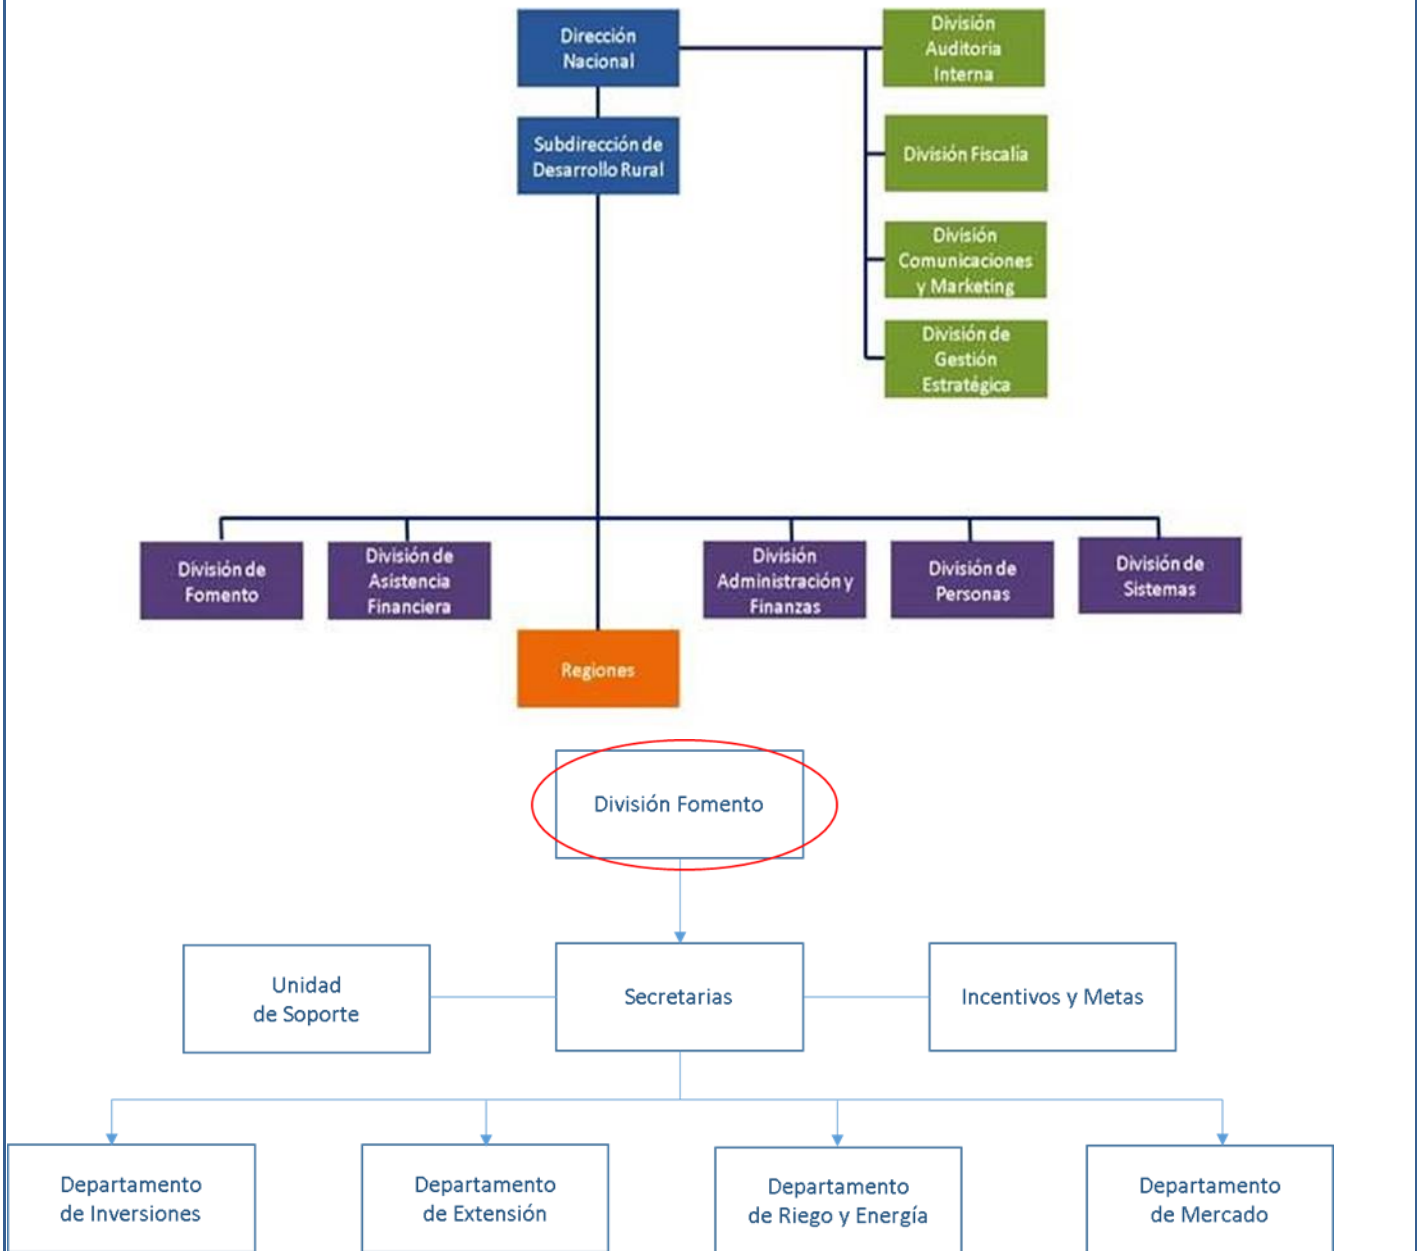 Dirección
Nacional
División
Auditoria
Interna
Subdirección de
Desarrollo Rural
División Fiscalía
División
Comunicaciones
y Marketing
División de
Gestión
Estratégica
División de
Fomento
División de
Asistencia
Financiera
División
Administración y
Finanzas
División de
Personas
División de
Sistemas
Regiones
División Fomento
Unidad
de Soporte
Secretarias
Incentivos y Metas
Departamento
de Inversiones
Departamento
de Extensión
Departamento
de Riego y Energía
Departamento
de Mercado